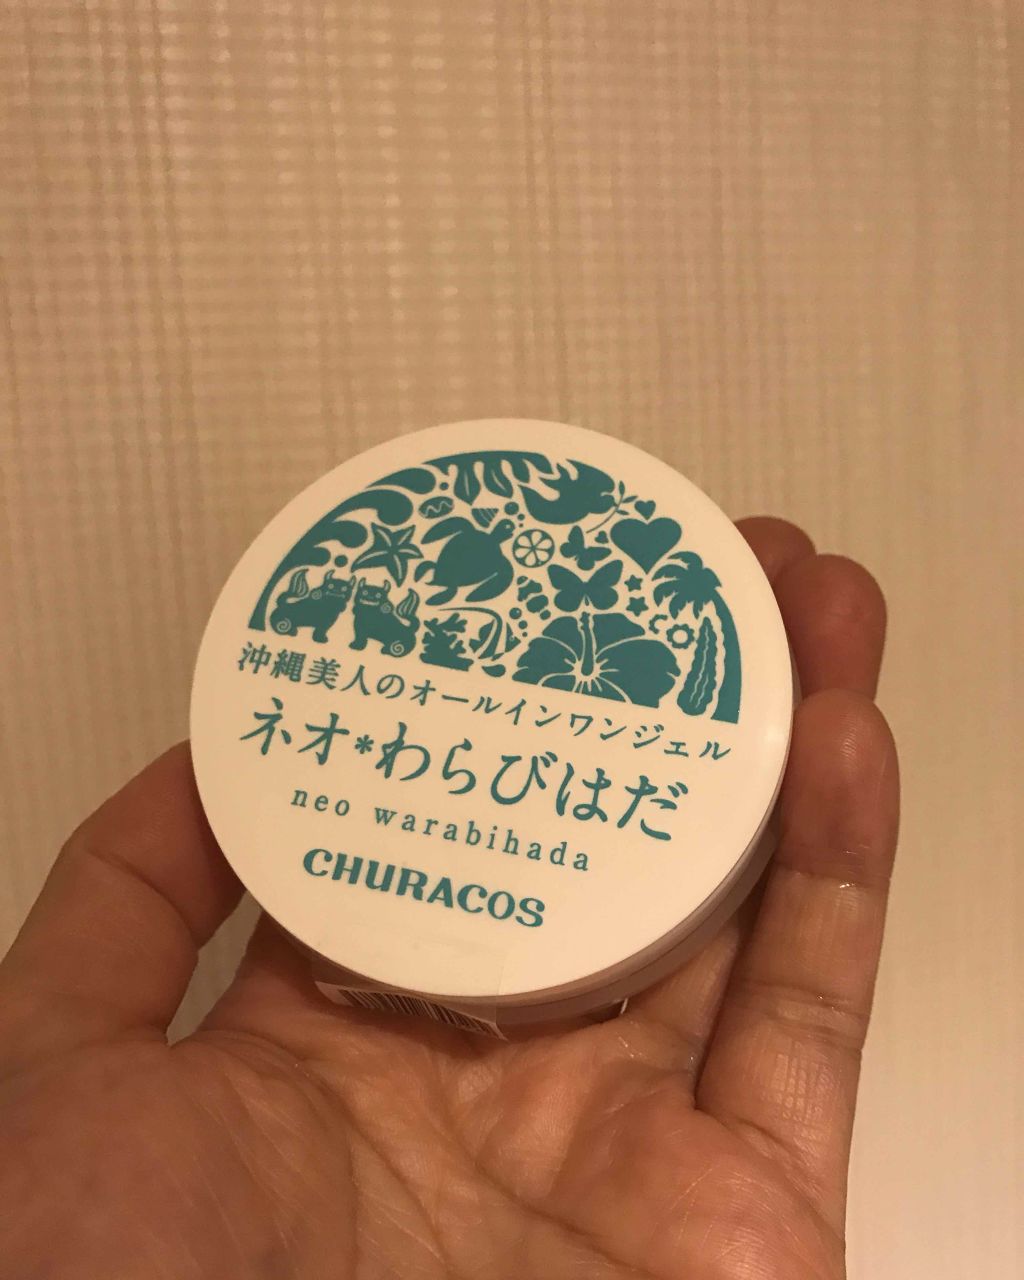 沖縄美人のオールインワンジェル
ネオ*わらびはだ
neo warabihada
CHURACOS